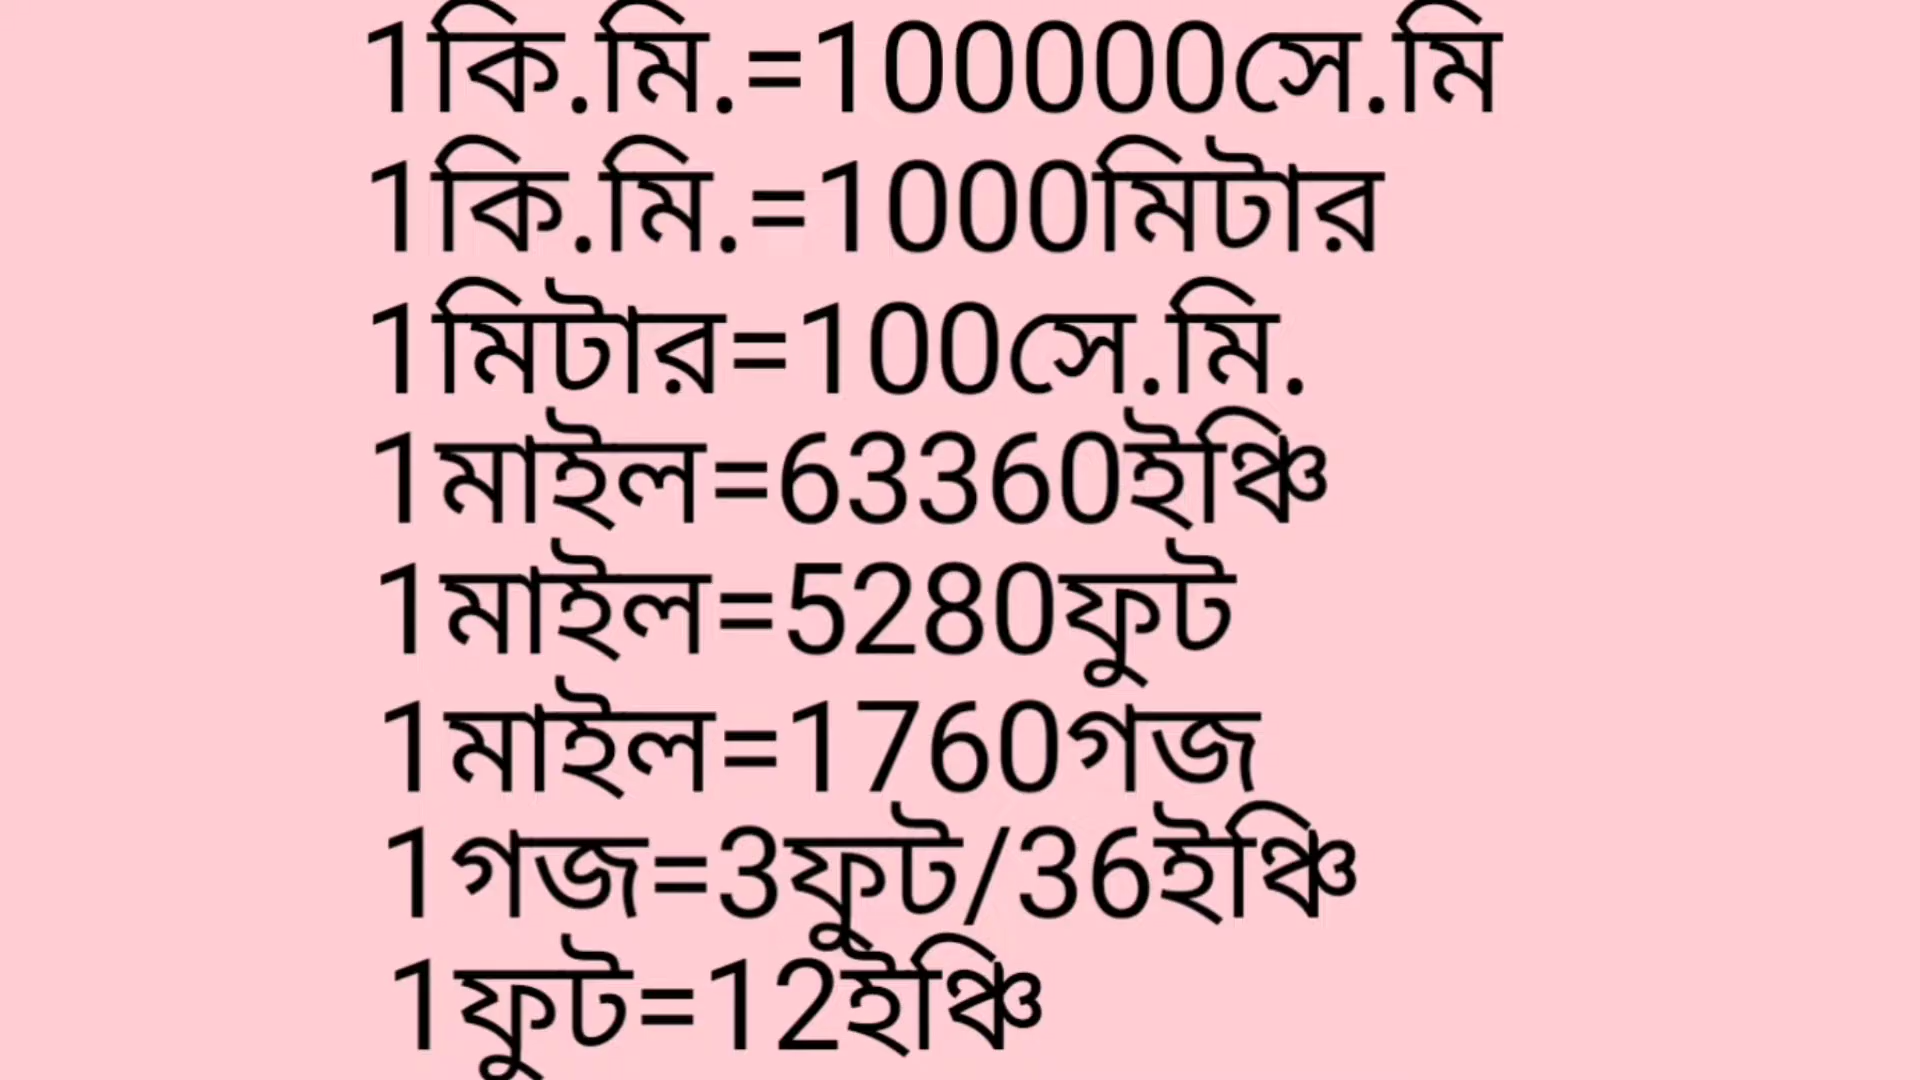 1কি.মি.=100000সে.মি
1কি.মি.=1000মিটার
1মিটার=100সে.মি.
1মাইল=63360ইঞ্চি
1মাইল=5280ফুট
1মাইল=1760গজ
1গজ=3ফুট/36ইঞ্চি
1ফুট=12ইঞ্চি